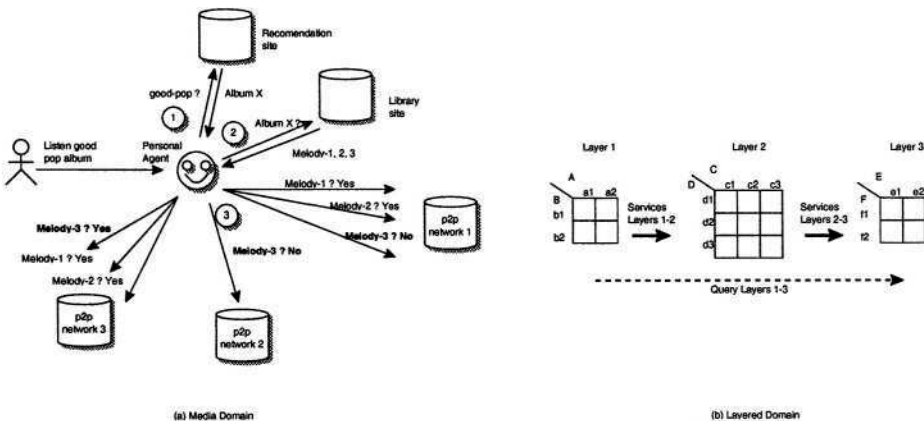 Recomendation
site
good-pop ?
Album X
1
2
Album X ?
Library
site
Listen good
pop album
Personal
Agent
Melody-1, 2, 3
Melody-1 ? Yes
Melody-2 ? Yes
Melody-3 ? No
p2p
network 1
3
Melody-3 ? No
Melody-3 ? Yes
Melody-1 ? Yes
Melody-2 ? Yes
p2p
network 3
p2p
network 2
(a) Media Domain
Layer 1
Layer 2
Layer 3
A
B
a1 a2
b1
b2
Services
Layers 1-2
C
D
c1 c2 c3
d1
d2
d3
Services
Layers 2-3
E
F
e1 e2
f1
f2
Query Layers 1-3
(b) Layered Domain